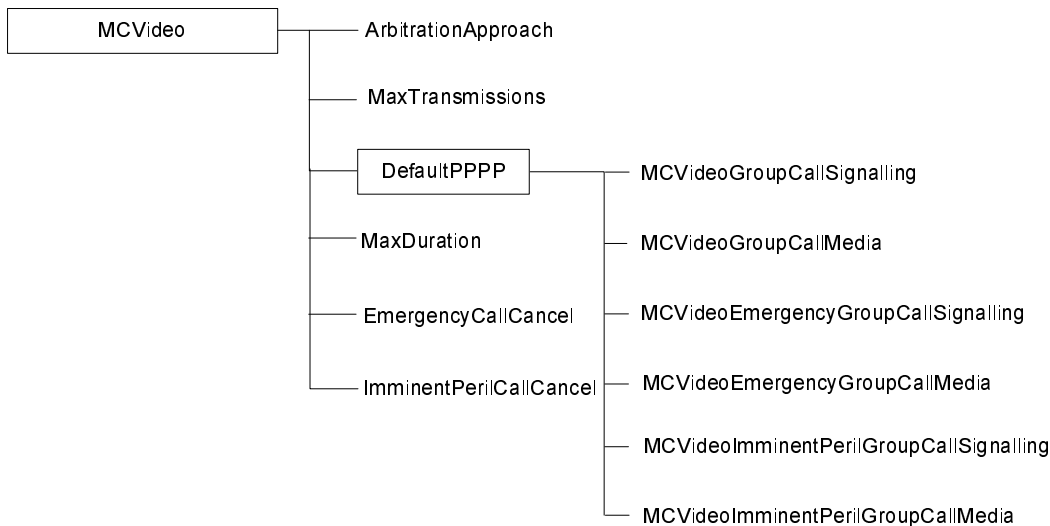 MCVideo
ArbitrationApproach
MaxTransmissions
DefaultPPPP
MaxDuration
EmergencyCallCancel
ImminentPerilCallCancel
MCVideoGroupCallSignalling
MCVideoGroupCallMedia
MCVideoEmergencyGroupCallSignalling
MCVideoEmergencyGroupCallMedia
MCVideoImminentPerilGroupCallSignalling
MCVideoImminentPerilGroupCallMedia